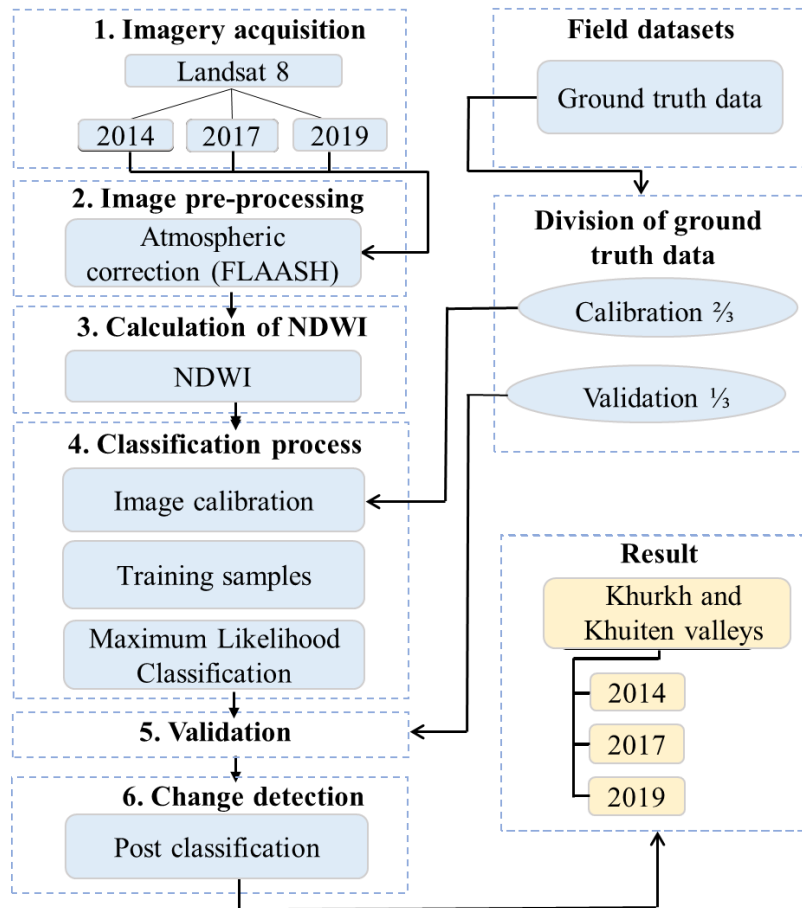 1. Imagery acquisition
Landsat 8
2014
2017
2019
2. Image pre-processing
Atmospheric
correction (FLAASH)
3. Calculation of NDWI
NDWI
4. Classification process
Image calibration
Training samples
Maximum Likelihood
Classification
5. Validation
6. Change detection
Post classification
Field datasets
Ground truth data
Division of ground
truth data
Calibration ⅔
Validation ⅓
Result
Khurkh and
Khuiten valleys
2014
2017
2019